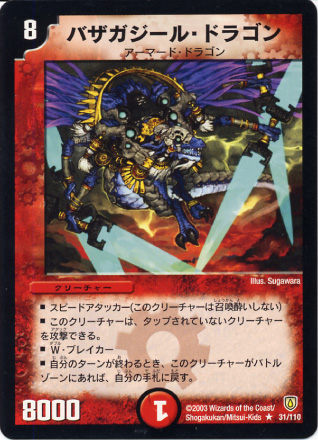 8
バザガジール・ドラゴン
アーマード・ドラゴン
Illus. Sugawara
クリーチャー
■ スピードアタッカー(このクリーチャーは召喚酔いしない)
■ このクリーチャーは、タップされていないクリーチャー
を攻撃できる。
■ W・ブレイカー
■ 自分のターンが終わるとき、このクリーチャーがバトル
ゾーンにあれば、自分の手札に戻す。
8000
1
©2003 Wizards of the Coast/
Shogakukan/Mitsui-Kids ★ 31/110